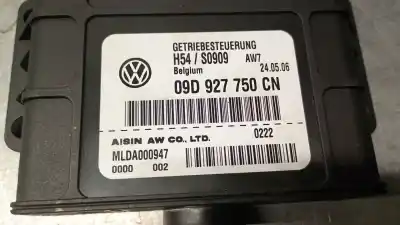 GETRIEBESTEUERUNG
H54 / S0909 AW7
Belgium 24.05.06
09D 927 750 CN
AISIN AW CO., LTD. 0222
MLDA000947
0000 002